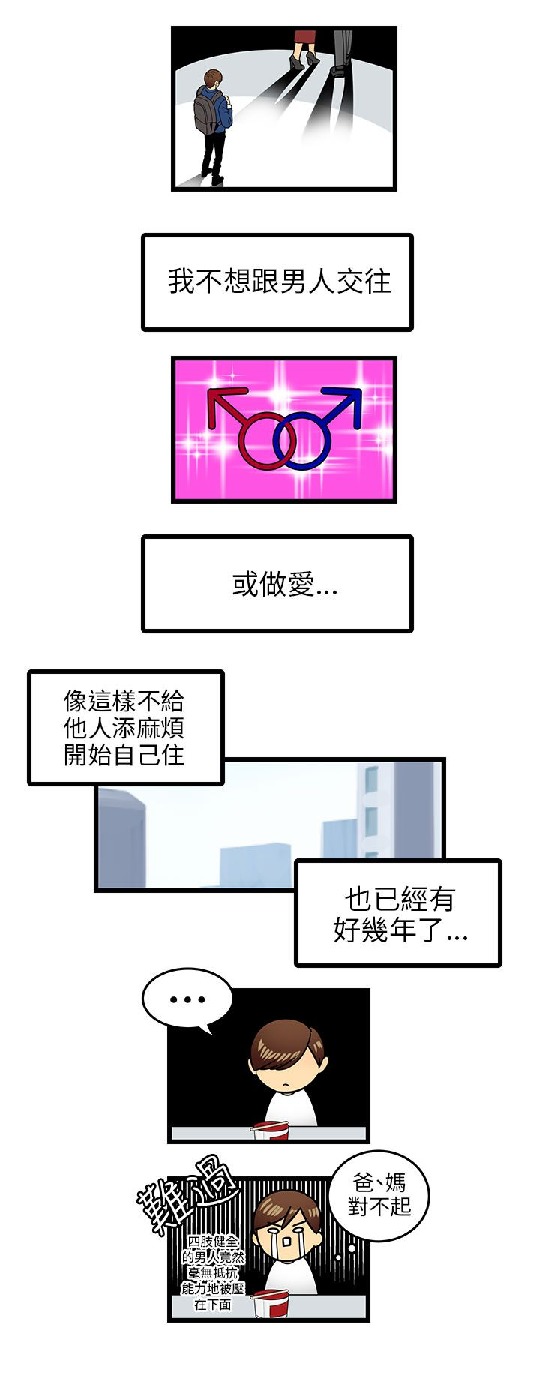 我不想跟男人交往
或做愛…
像這樣不給
他人添麻煩
開始自己住
也已經有
好幾年了…
…
難過
爸、媽
對不起
四肢健全
的男人竟然
毫無抵抗
能力地被壓
在下面